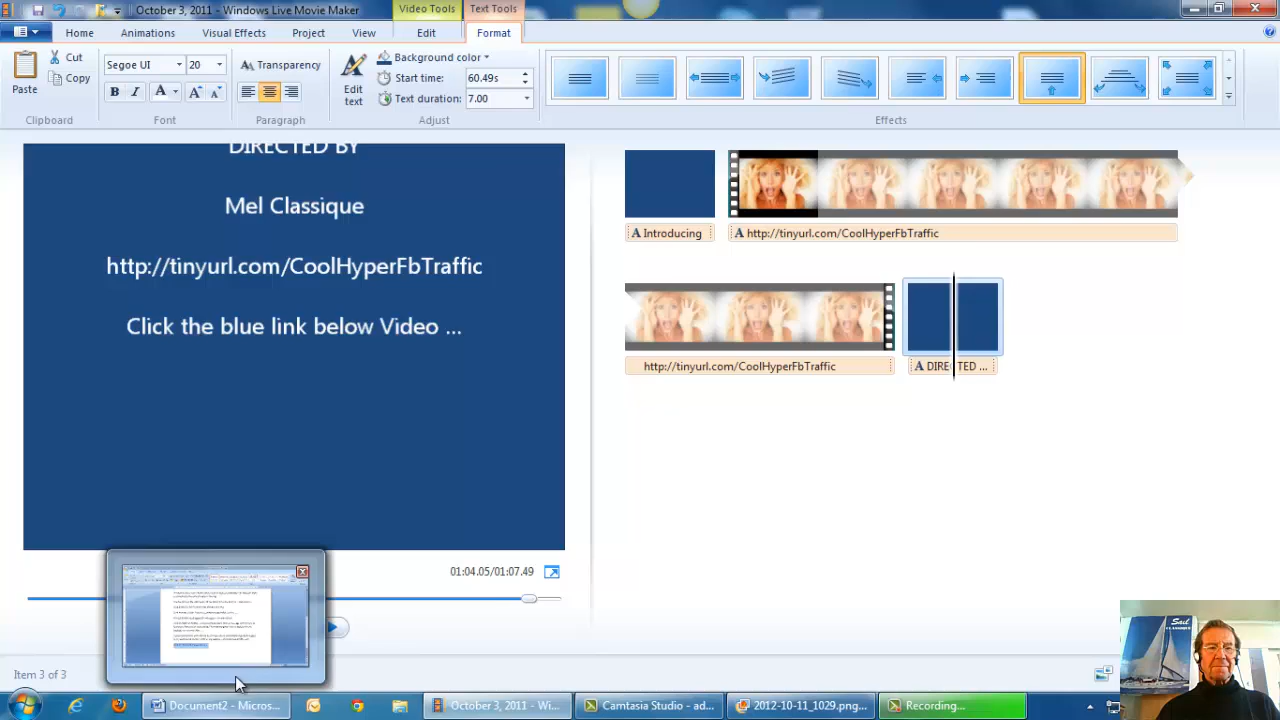 October 3, 2011 - Windows Live Movie Maker
Video Tools
Text Tools
Home
Animations
Visual Effects
Project
View
Edit
Format
Paste
Cut
Copy
Clipboard
Segoe UI
20
B I A A A
Font
Transparency
Paragraph
Edit text
Background color
Start time: 60.49s
Text duration: 7.00
Adjust
Effects
DIRECTED BY
Mel Classique
http://tinyurl.com/CoolHyperFbTraffic
Click the blue link below Video ...
A Introducing
A http://tinyurl.com/CoolHyperFbTraffic
http://tinyurl.com/CoolHyperFbTraffic
A DIRECTED ...
01:04.05/01:07.49
Item 3 of 3
Sail
CLASSIQUE
Document2 - Micros...
October 3, 2011 - Wi...
Camtasia Studio - ad...
2012-10-11_1029.png...
Recording...